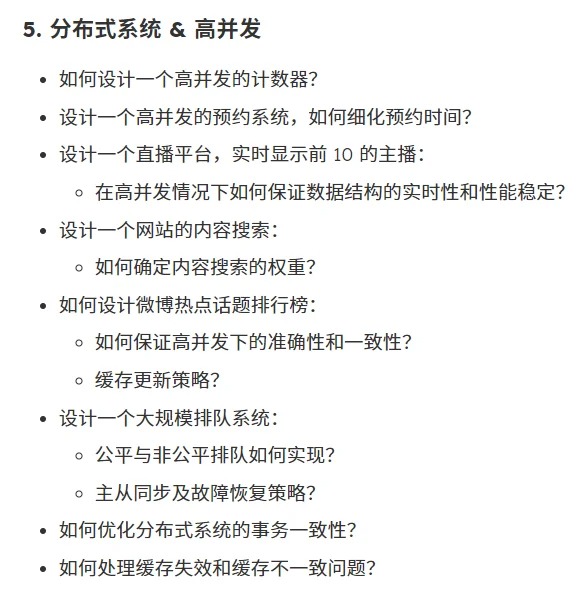 5. 分布式系统 & 高并发
• 如何设计一个高并发的计数器？
• 设计一个高并发的预约系统，如何细化预约时间？
• 设计一个直播平台，实时显示前 10 的主播：
◦ 在高并发情况下如何保证数据结构的实时性和性能稳定？
• 设计一个网站的内容搜索：
◦ 如何确定内容搜索的权重？
• 如何设计微博热点话题排行榜：
◦ 如何保证高并发下的准确性和一致性？
◦ 缓存更新策略？
• 设计一个大规模排队系统：
◦ 公平与非公平排队如何实现？
◦ 主从同步及故障恢复策略？
• 如何优化分布式系统的事务一致性？
• 如何处理缓存失效和缓存不一致问题？